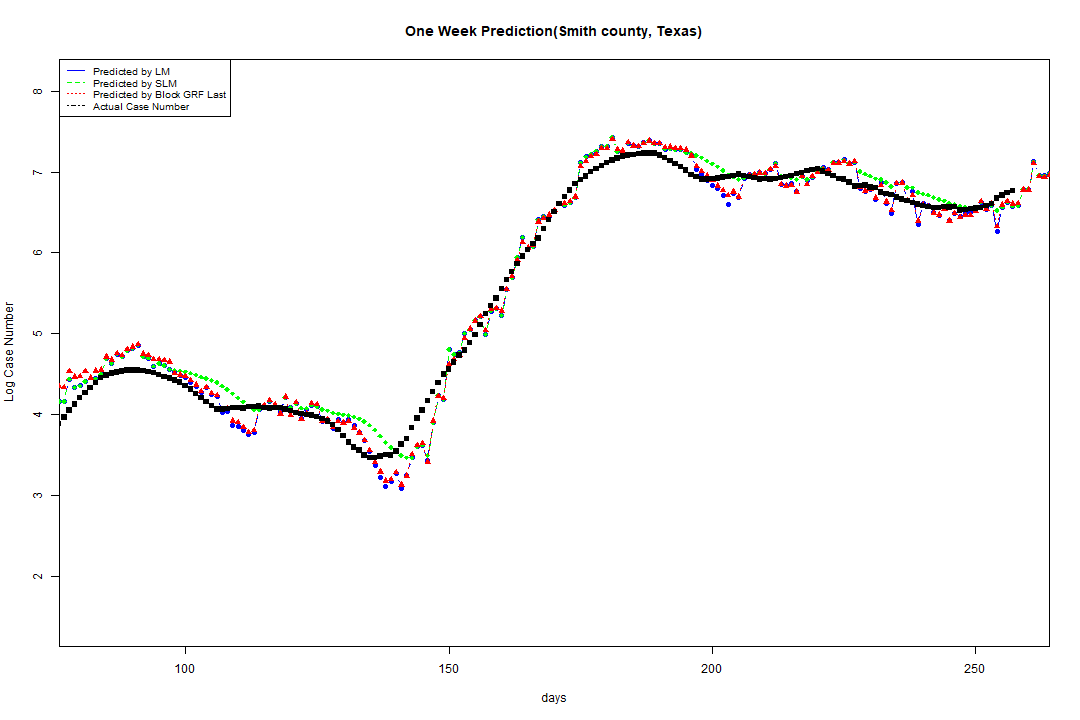 One Week Prediction(Smith county, Texas)
Predicted by LM
Predicted by SLM
Predicted by Block GRF Last
Actual Case Number
8
7
6
5
4
3
2
Log Case Number
100 150 200 250
days